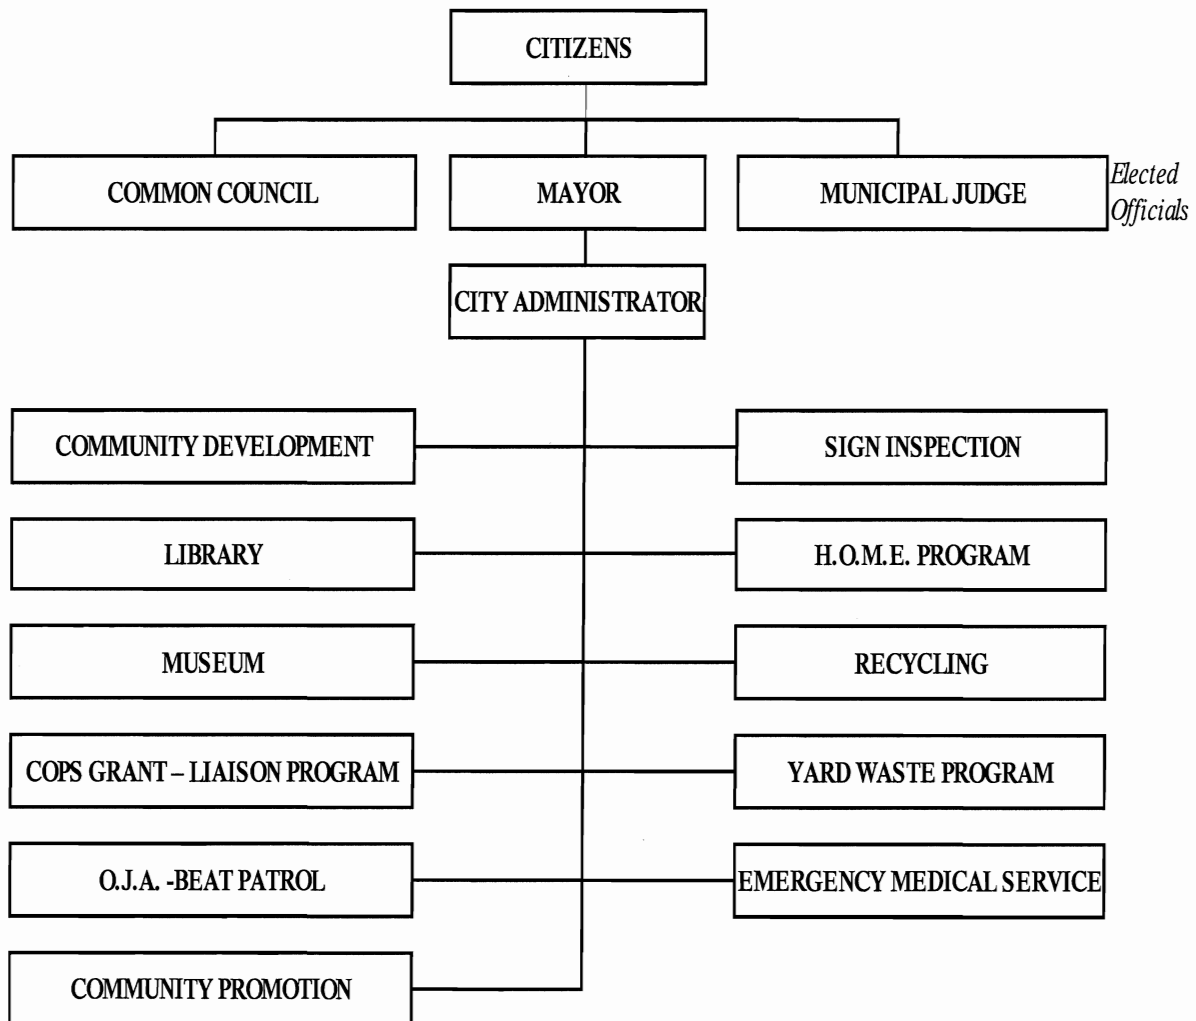 CITIZENS
COMMON COUNCIL
MAYOR
MUNICIPAL JUDGE
Elected
Officials
CITY ADMINISTRATOR
COMMUNITY DEVELOPMENT
SIGN INSPECTION
LIBRARY
H.O.M.E. PROGRAM
MUSEUM
RECYCLING
COPS GRANT – LIAISON PROGRAM
YARD WASTE PROGRAM
O.J.A. -BEAT PATROL
EMERGENCY MEDICAL SERVICE
COMMUNITY PROMOTION